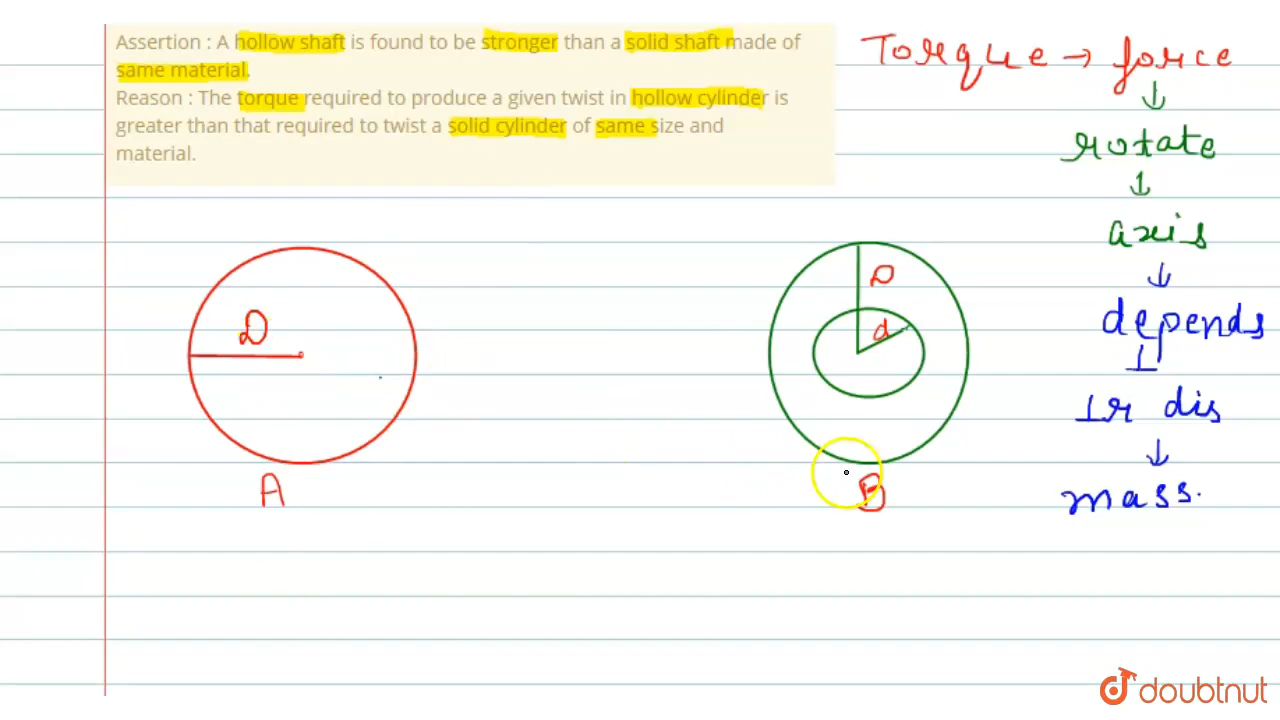 Assertion : A hollow shaft is found to be stronger than a solid shaft made of
same material.
Reason : The torque required to produce a given twist in hollow cylinder is
greater than that required to twist a solid cylinder of same size and
material.
Torque → force
↓
rotate
↓
axis
↓
depends
⊥
⊥r dis
↓
mass.
D
A
D
d
B
doubtnut